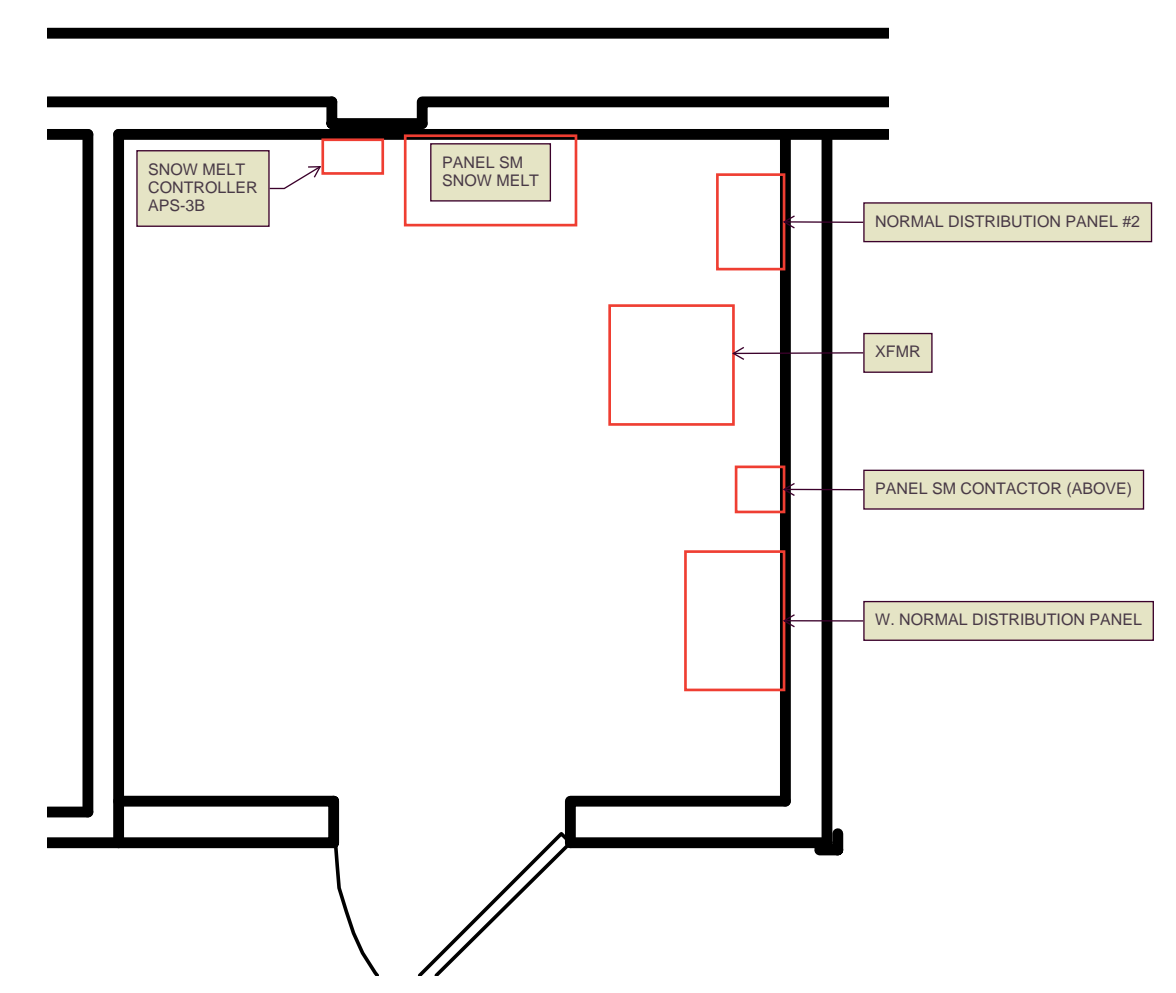 SNOW MELT
CONTROLLER
APS-3B
PANEL SM
SNOW MELT
NORMAL DISTRIBUTION PANEL #2
XFMR
PANEL SM CONTACTOR (ABOVE)
W. NORMAL DISTRIBUTION PANEL